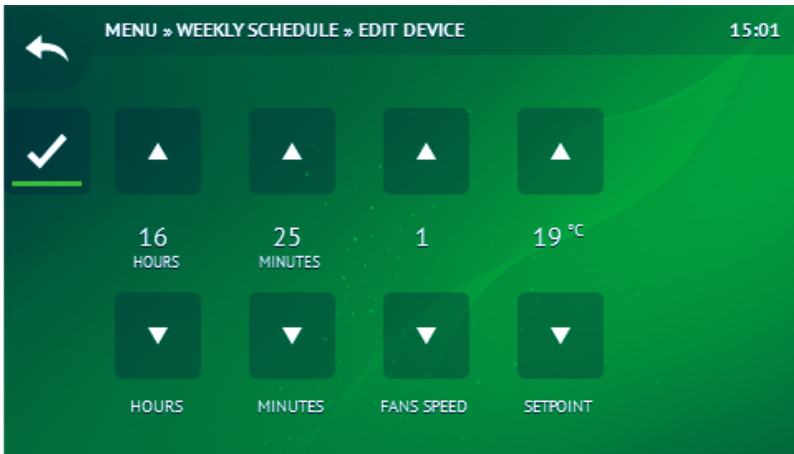 MENU » WEEKLY SCHEDULE » EDIT DEVICE 15:01
16 25 1 19 °C
HOURS MINUTES
HOURS MINUTES FANS SPEED SETPOINT